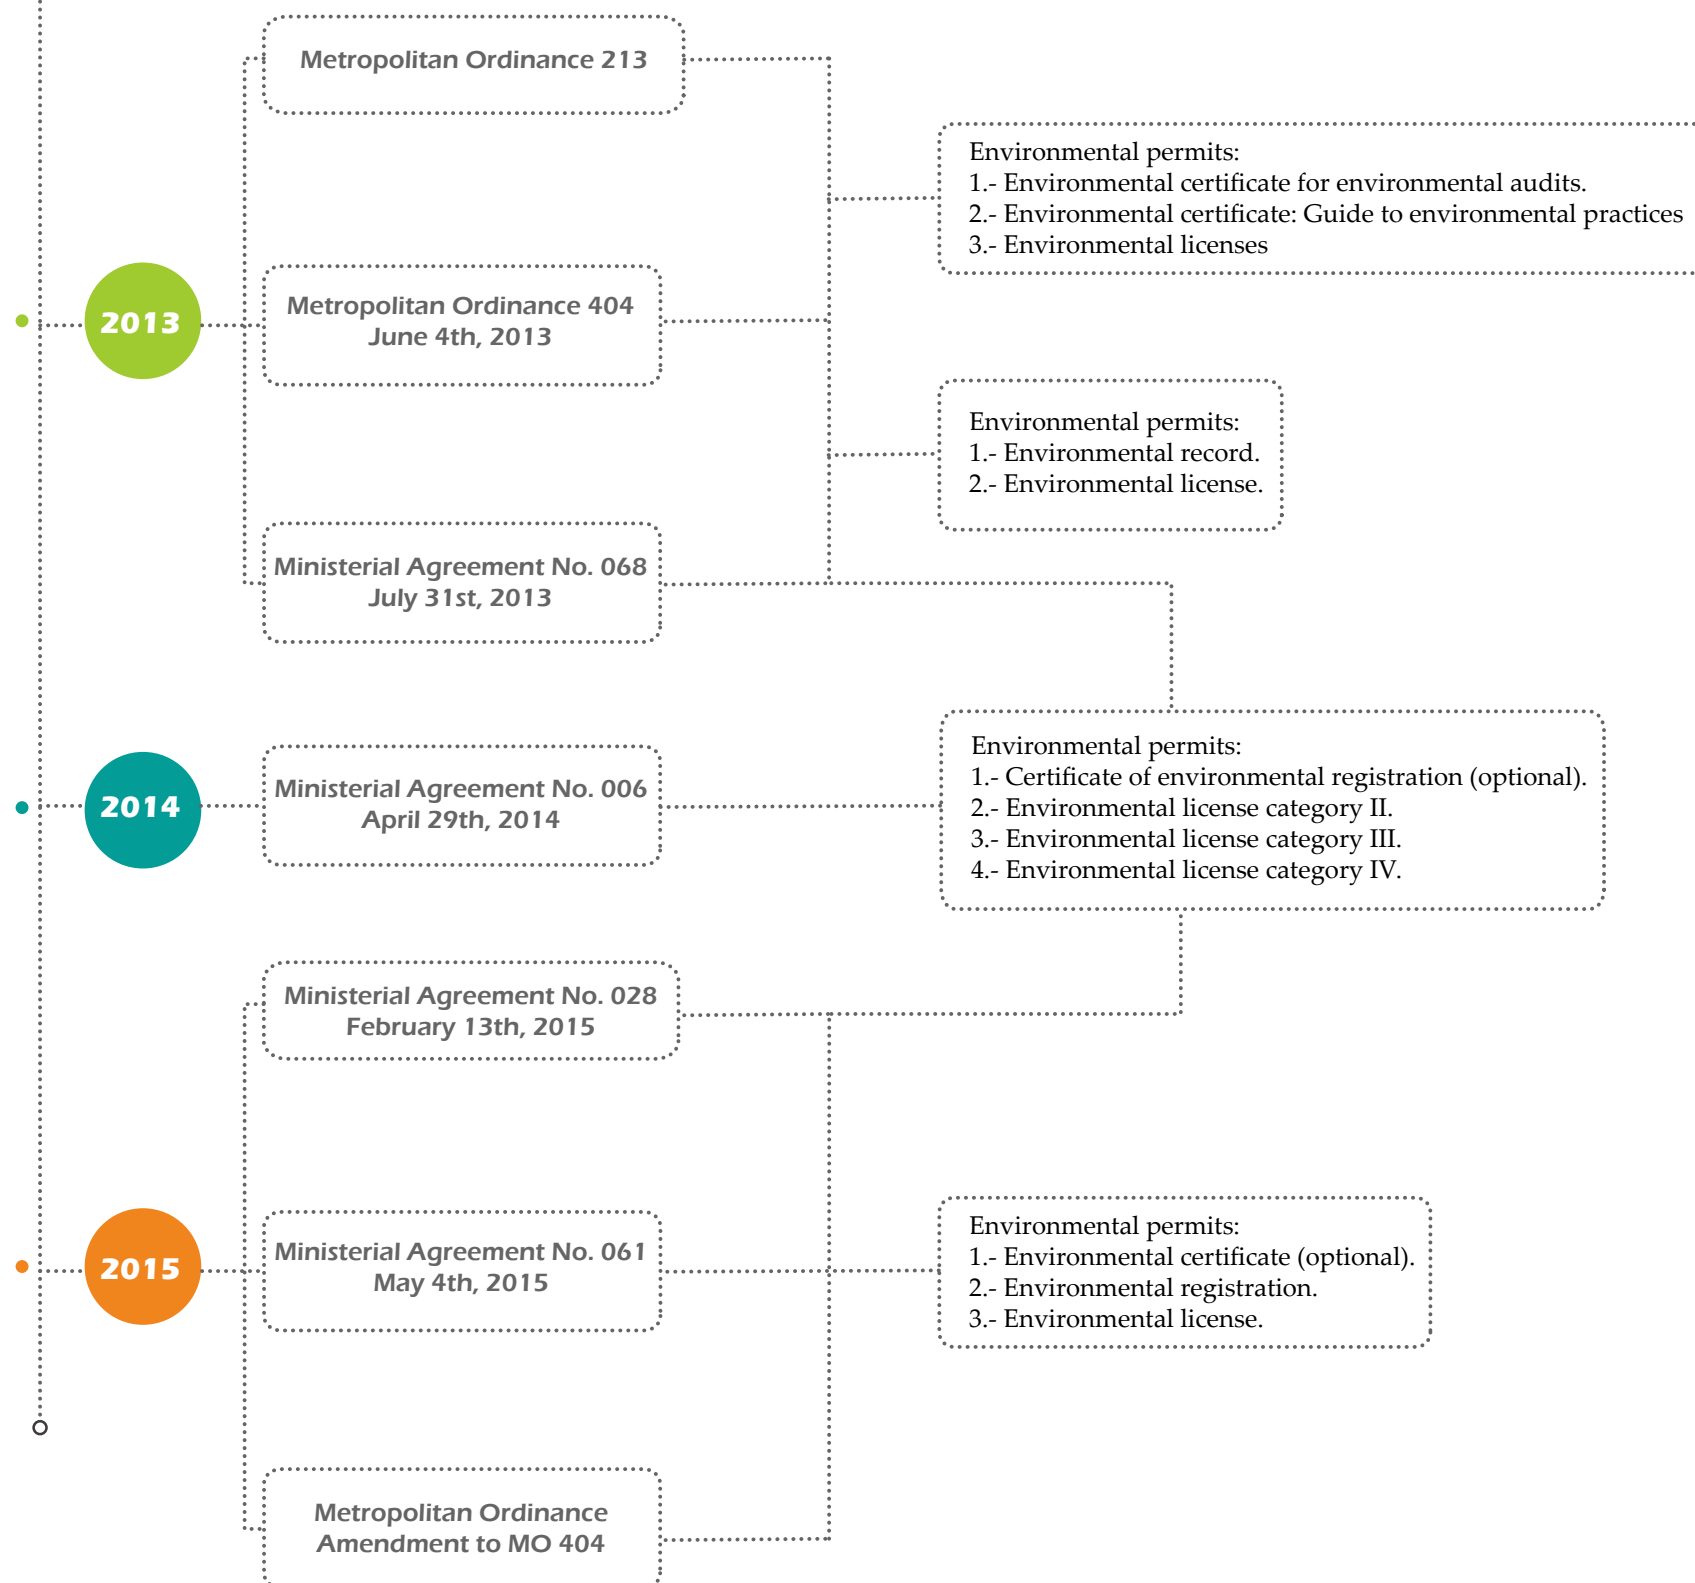 Metropolitan Ordinance 213
Environmental permits:
1.- Environmental certificate for environmental audits.
2.- Environmental certificate: Guide to environmental practices
3.- Environmental licenses
2013
Metropolitan Ordinance 404
June 4th, 2013
Environmental permits:
1.- Environmental record.
2.- Environmental license.
Ministerial Agreement No. 068
July 31st, 2013
2014
Ministerial Agreement No. 006
April 29th, 2014
Environmental permits:
1.- Certificate of environmental registration (optional).
2.- Environmental license category II.
3.- Environmental license category III.
4.- Environmental license category IV.
Ministerial Agreement No. 028
February 13th, 2015
2015
Ministerial Agreement No. 061
May 4th, 2015
Environmental permits:
1.- Environmental certificate (optional).
2.- Environmental registration.
3.- Environmental license.
Metropolitan Ordinance
Amendment to MO 404